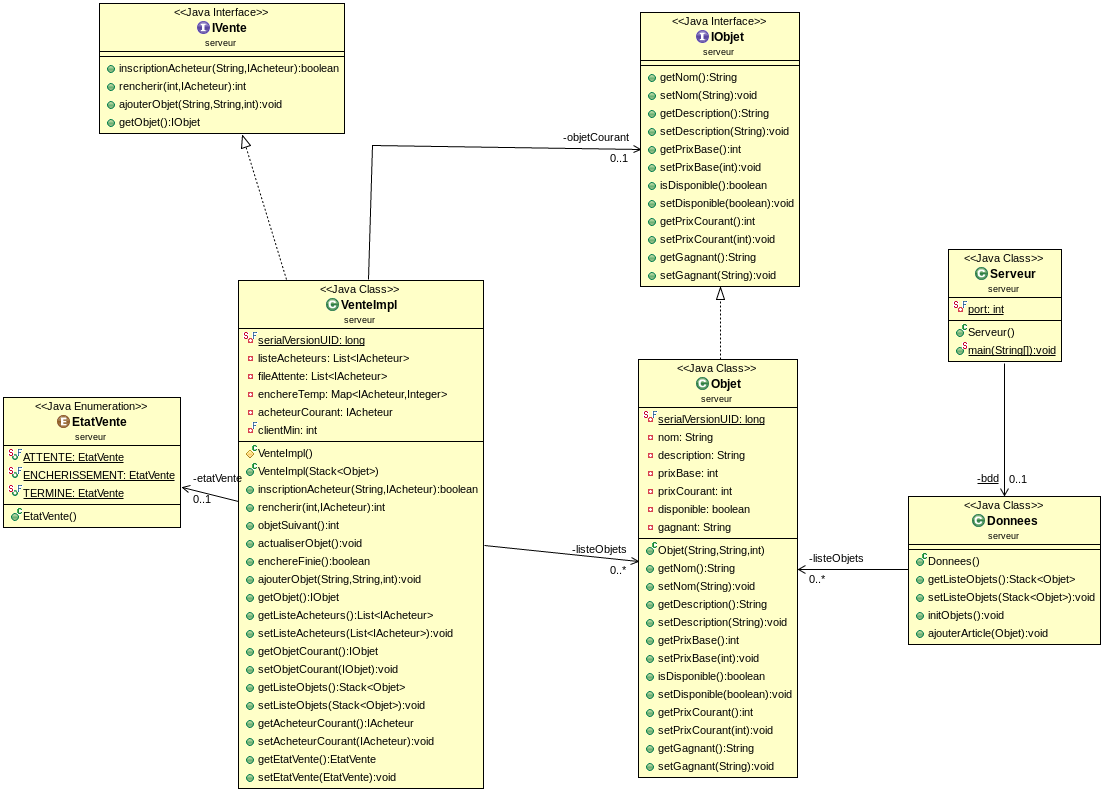 <<Java Interface>>
IVente
serveur
inscriptionAcheteur(String,IAcheteur):boolean
rencherir(int,IAcheteur):int
ajouterObjet(String,String,int):void
getObjet():IObjet
<<Java Interface>>
IObjet
serveur
getNom():String
setNom(String):void
getDescription():String
setDescription(String):void
getPrixBase():int
setPrixBase(int):void
isDisponible():boolean
setDisponible(boolean):void
getPrixCourant():int
setPrixCourant(int):void
getGagnant():String
setGagnant(String):void
-objetCourant
0..1
<<Java Class>>
Serveur
serveur
port: int
Serveur()
main(String[]):void
<<Java Class>>
VenteImpl
serveur
serialVersionUID: long
listeAcheteurs: List<IAcheteur>
fileAttente: List<IAcheteur>
enchereTemp: Map<IAcheteur,Integer>
acheteurCourant: IAcheteur
clientMin: int
VenteImpl()
VenteImpl(Stack<Objet>)
inscriptionAcheteur(String,IAcheteur):boolean
rencherir(int,IAcheteur):int
objetSuivant():int
actualiserObjet():void
enchereFinie():boolean
ajouterObjet(String,String,int):void
getObjet():IObjet
getListeAcheteurs():List<IAcheteur>
setListeAcheteurs(List<IAcheteur>):void
getObjetCourant():IObjet
setObjetCourant(IObjet):void
getListeObjets():Stack<Objet>
setListeObjets(Stack<Objet>):void
getAcheteurCourant():IAcheteur
setAcheteurCourant(IAcheteur):void
getEtatVente():EtatVente
setEtatVente(EtatVente):void
<<Java Enumeration>>
EtatVente
serveur
ATTENTE: EtatVente
ENCHERISSEMENT: EtatVente
TERMINE: EtatVente
EtatVente()
-etatVente
0..1
<<Java Class>>
Objet
serveur
serialVersionUID: long
nom: String
description: String
prixBase: int
prixCourant: int
disponible: boolean
gagnant: String
Objet(String,String,int)
getNom():String
setNom(String):void
getDescription():String
setDescription(String):void
getPrixBase():int
setPrixBase(int):void
isDisponible():boolean
setDisponible(boolean):void
getPrixCourant():int
setPrixCourant(int):void
getGagnant():String
setGagnant(String):void
-listeObjets
0..*
-bdd
0..1
<<Java Class>>
Donnees
serveur
Donnees()
getListeObjets():Stack<Objet>
setListeObjets(Stack<Objet>):void
initObjets():void
ajouterArticle(Objet):void
-listeObjets
0..*